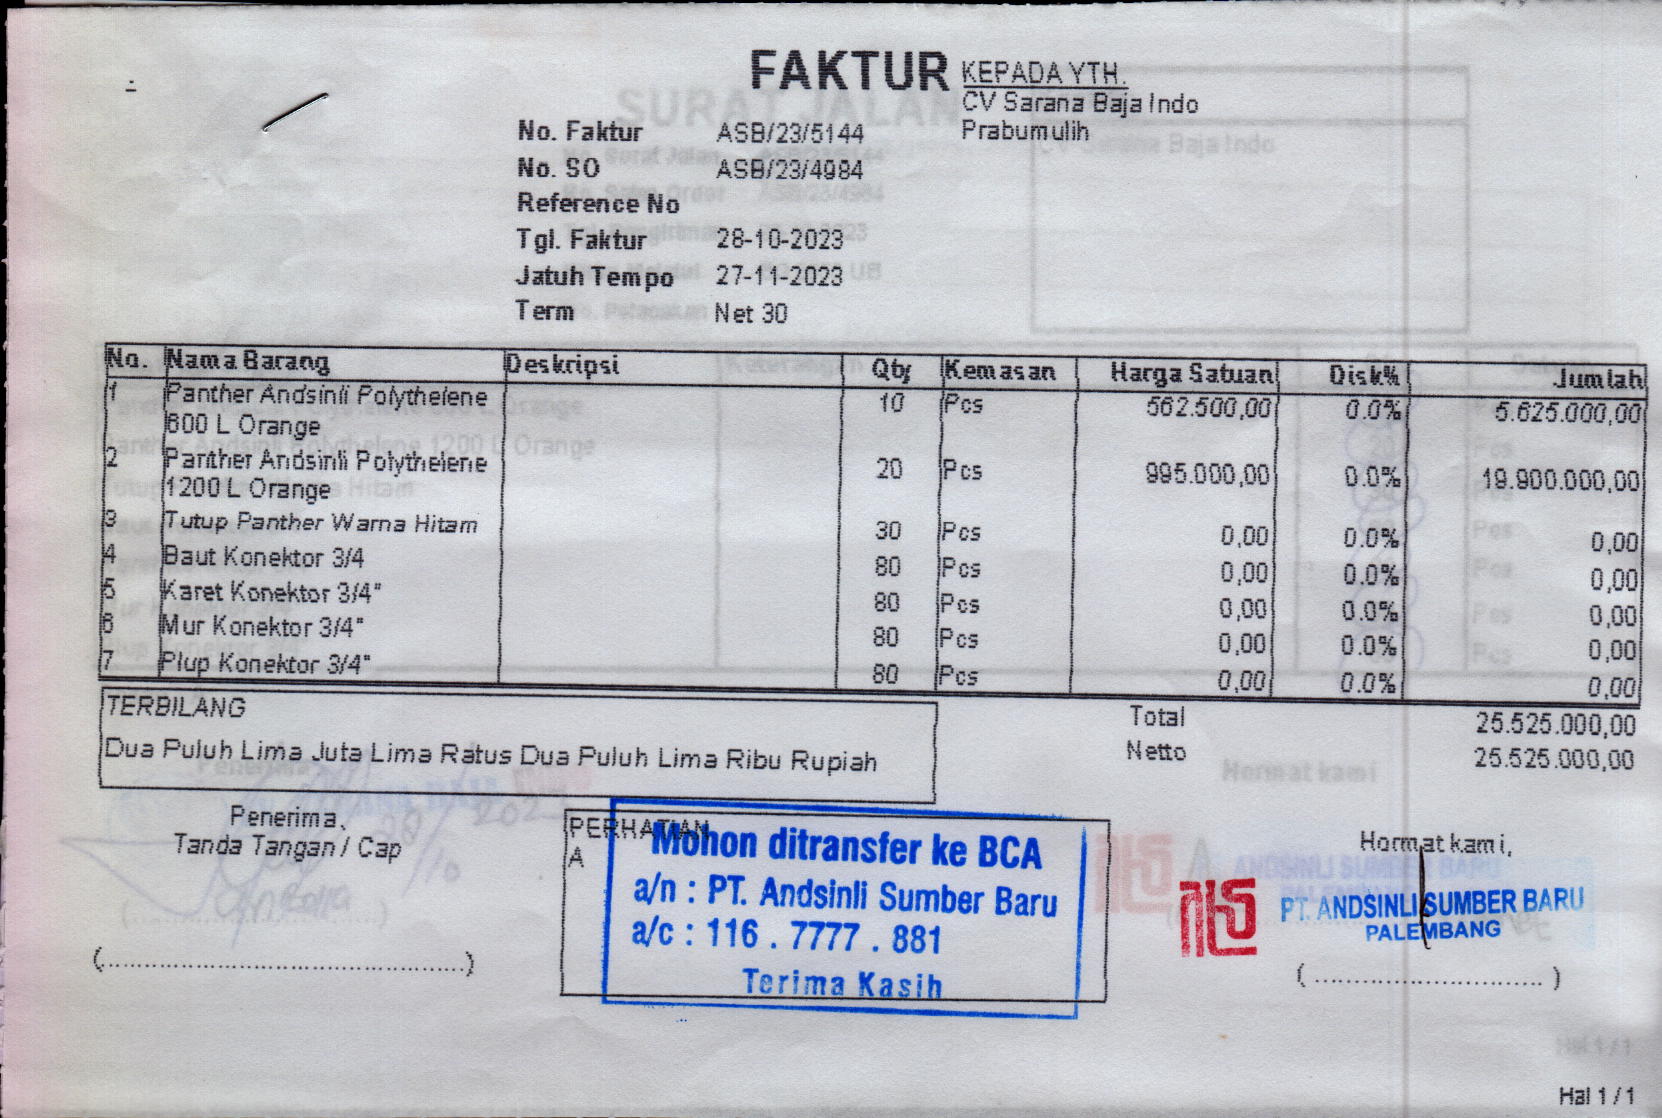 FAKTUR
KEPADA YTH.
CV Sarana Baja Indo
Prabumulih
No. Faktur ASB/23/5144
No. SO ASB/23/4984
Reference No
Tgl. Faktur 28-10-2023
Jatuh Tempo 27-11-2023
Term Net 30
No. Nama Barang Deskripsi Qty Kemasan Harga Satuan Disk% Jumlah
1 Panther Andsinli Polythelene 10 Pcs 562.500,00 0.0% 5.625.000,00
600 L Orange
2 Panther Andsinli Polythelene 20 Pcs 995.000,00 0.0% 19.900.000,00
1200 L Orange
3 Tutup Panther Warna Hitam 30 Pcs 0,00 0.0% 0,00
4 Baut Konektor 3/4 80 Pcs 0,00 0.0% 0,00
5 Karet Konektor 3/4" 80 Pcs 0,00 0.0% 0,00
6 Mur Konektor 3/4" 80 Pcs 0,00 0.0% 0,00
7 Plup Konektor 3/4" 80 Pcs 0,00 0.0% 0,00
TERBILANG
Dua Puluh Lima Juta Lima Ratus Dua Puluh Lima Ribu Rupiah
Total 25.525.000,00
Netto 25.525.000,00
Penerima,
Tanda Tangan / Cap
(..............................................)
PERHATIAN
A
Mohon ditransfer ke BCA
a/n : PT. Andsinli Sumber Baru
a/c : 116 . 7777 . 881
Terima Kasih
Hormat kami,
PT. ANDSINLI SUMBER BARU
PALEMBANG
(.............................)
Hal 1 / 1